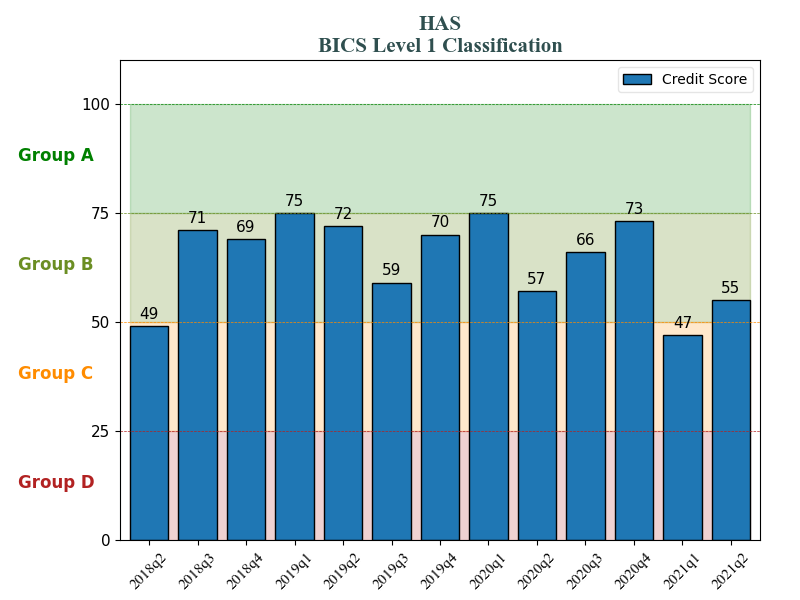 HAS
BICS Level 1 Classification
Credit Score
100
Group A
75
Group B
50
Group C
25
Group D
0
49
71
69
75
72
59
70
75
57
66
73
47
55
2018q2
2018q3
2018q4
2019q1
2019q2
2019q3
2019q4
2020q1
2020q2
2020q3
2020q4
2021q1
2021q2